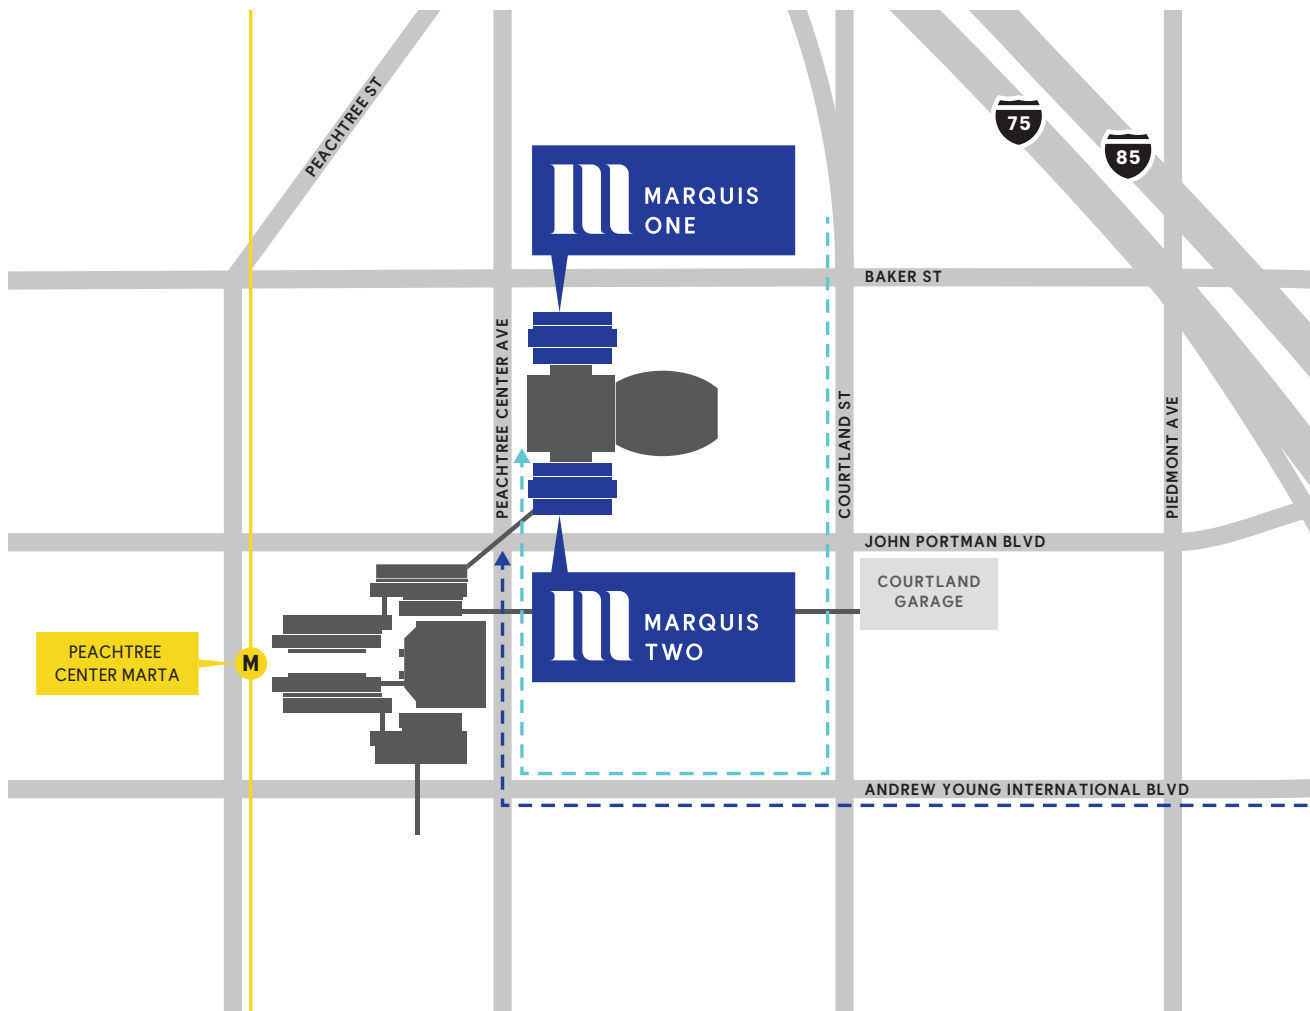 PEACHTREE ST
75
85
MARQUIS
ONE
BAKER ST
PEACHTREE CENTER AVE
COURTLAND ST
PIEDMONT AVE
JOHN PORTMAN BLVD
COURTLAND
GARAGE
MARQUIS
TWO
PEACHTREE
CENTER MARTA
M
ANDREW YOUNG INTERNATIONAL BLVD